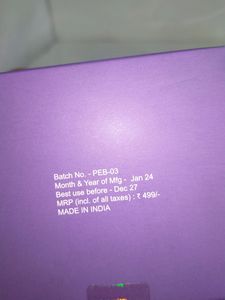 Batch No. - PEB-03
Month & Year of Mfg - Jan 24
Best use before - Dec 27
MRP (incl. of all taxes) : ₹ 499/-
MADE IN INDIA